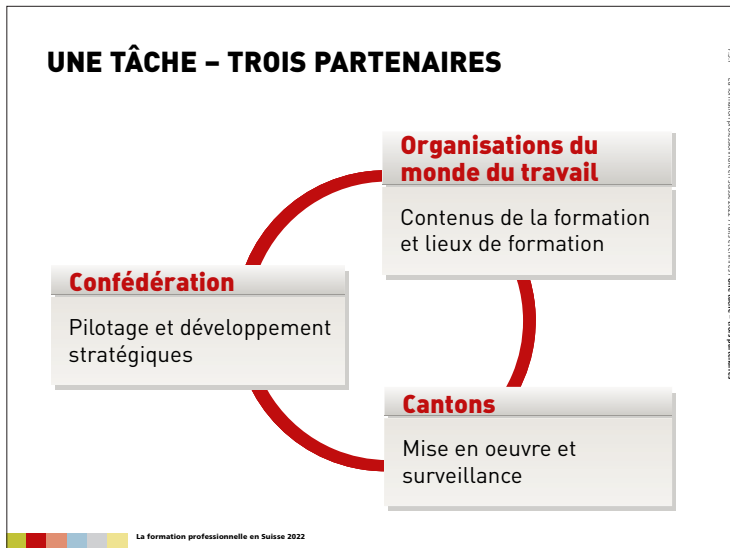 UNE TÂCHE – TROIS PARTENAIRES
Organisations du
monde du travail
Contenus de la formation
et lieux de formation
Confédération
Pilotage et développement
stratégiques
Cantons
Mise en oeuvre et
surveillance
La formation professionnelle en Suisse 2022